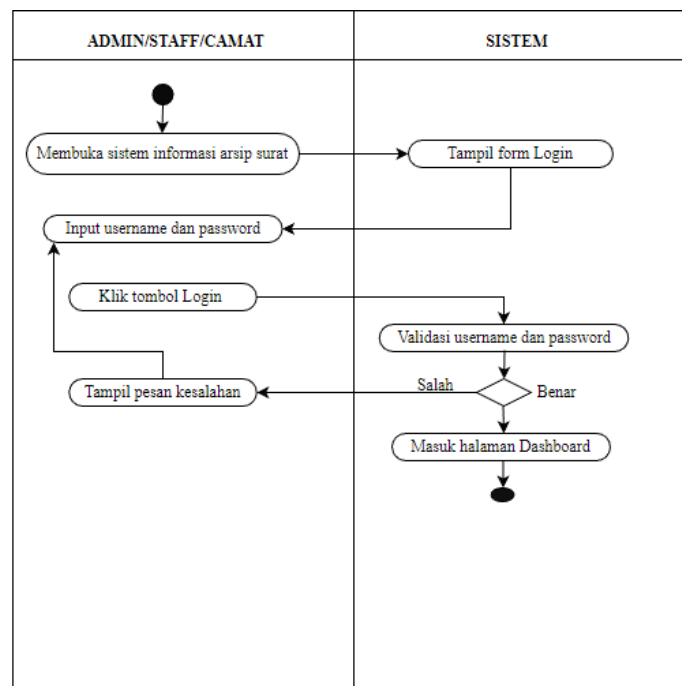 ADMIN/STAFF/CAMAT
SISTEM
Membuka sistem informasi arsip surat
Tampil form Login
Input username dan password
Klik tombol Login
Validasi username dan password
Tampil pesan kesalahan
Salah
Benar
Masuk halaman Dashboard